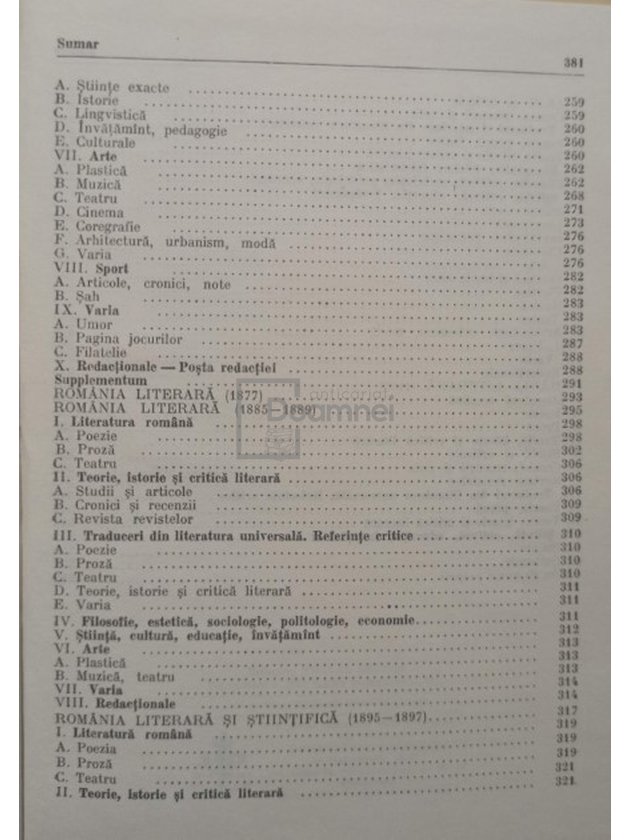 Sumar 381
A. Științe exacte 259
B. Istorie 259
C. Lingvistică 260
D. Învățămînt, pedagogie 260
E. Culturale 260
VII. Arte 262
A. Plastică 262
B. Muzică 268
C. Teatru 271
D. Cinema 273
E. Coregrafie 276
F. Arhitectură, urbanism, modă 276
G. Varia 276
VIII. Sport 282
A. Articole, cronici, note 282
B. Șah 283
IX. Varia 283
A. Umor 283
B. Pagina jocurilor 287
C. Filatelie 288
X. Redacționale — Poșta redacției 288
Supplementum 291
ROMÂNIA LITERARĂ (1877) 293
ROMÂNIA LITERARĂ (1885—1889) 295
I. Literatura română 298
A. Poezie 298
B. Proză 302
C. Teatru 306
II. Teorie, istorie și critică literară 306
A. Studii și articole 306
B. Cronici și recenzii 309
C. Revista revistelor 309
III. Traduceri din literatura universală. Referințe critice 310
A. Poezie 310
B. Proză 310
C. Teatru 310
D. Teorie, istorie și critică literară 311
E. Varia 311
IV. Filosofie, estetică, sociologie, politologie, economie 311
V. Știință, cultură, educație, învățămînt 312
VI. Arte 313
A. Plastică 313
B. Muzică, teatru 313
VII. Varia 314
VIII. Redacționale 314
ROMÂNIA LITERARĂ ȘI ȘTIINȚIFICĂ (1895—1897) 317
I. Literatură română 319
A. Poezia 319
B. Proză 319
C. Teatru 321
II. Teorie, istorie și critică literară 321
anticariat
Doamnei